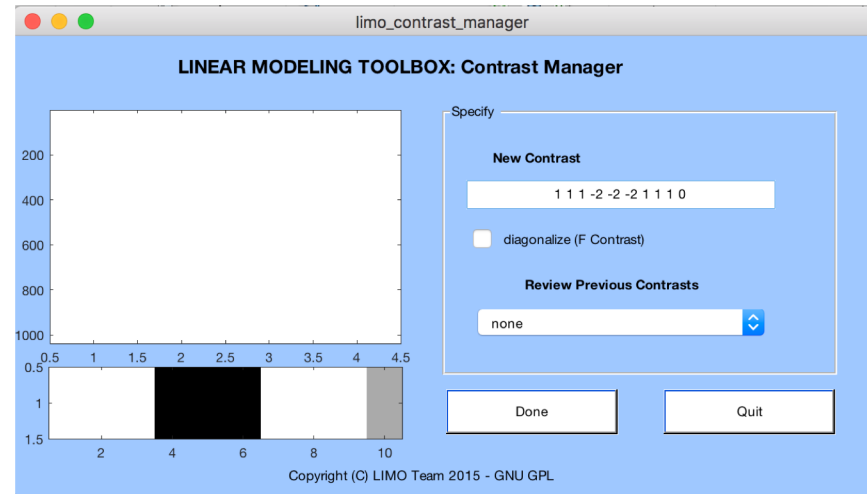 limo_contrast_manager
LINEAR MODELING TOOLBOX: Contrast Manager
200
400
600
800
1000
0.5 1 1.5 2 2.5 3 3.5 4 4.5
0.5
1
1.5
2 4 6 8 10
Specify
New Contrast
1 1 1 -2 -2 -2 1 1 1 0
diagonalize (F Contrast)
Review Previous Contrasts
none
Done Quit
Copyright (C) LIMO Team 2015 - GNU GPL